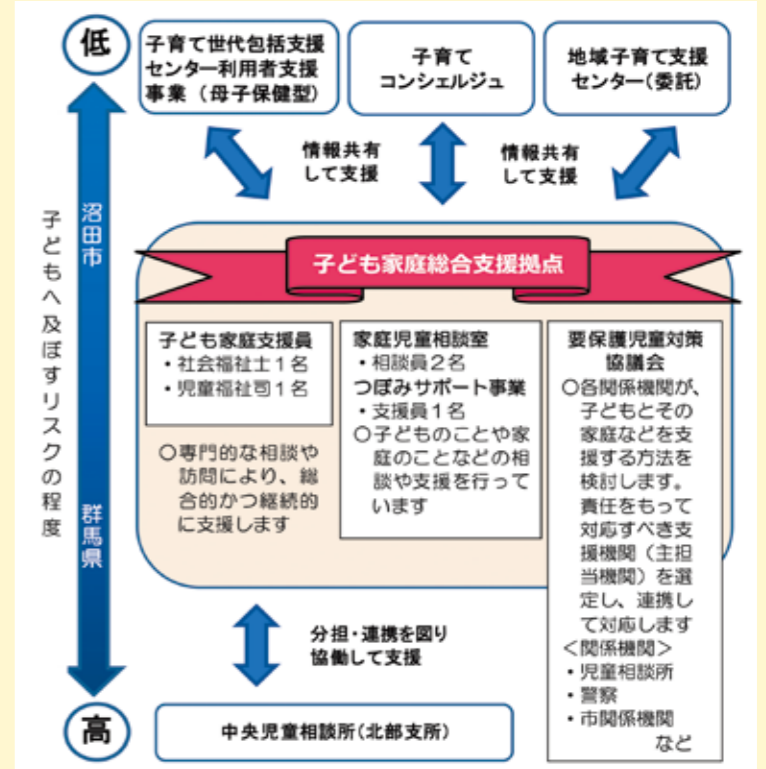 低
子育て世代包括支援
センター利用者支援
事業（母子保健型）
子育て
コンシェルジュ
地域子育て支援
センター（委託）
情報共有
して支援
情報共有
して支援
子どもへ及ぼすリスクの程度
沼田市
群馬県
子ども家庭総合支援拠点
子ども家庭支援員
・社会福祉士１名
・児童福祉司１名
○専門的な相談や
訪問により、総
合的かつ継続的
に支援します
家庭児童相談室
・相談員２名
つぼみサポート事業
・支援員１名
○子どものことや家
庭のことなどの相
談や支援を行って
います
要保護児童対策
協議会
○各関係機関が、
子どもとその
家庭などを支
援する方法を
検討します。
責任をもって
対応すべき支
援機関（主担
当機関）を選
定し、連携し
て対応します
＜関係機関＞
・児童相談所
・警察
・市関係機関
など
分担・連携を図り
協働して支援
高
中央児童相談所（北部支所）